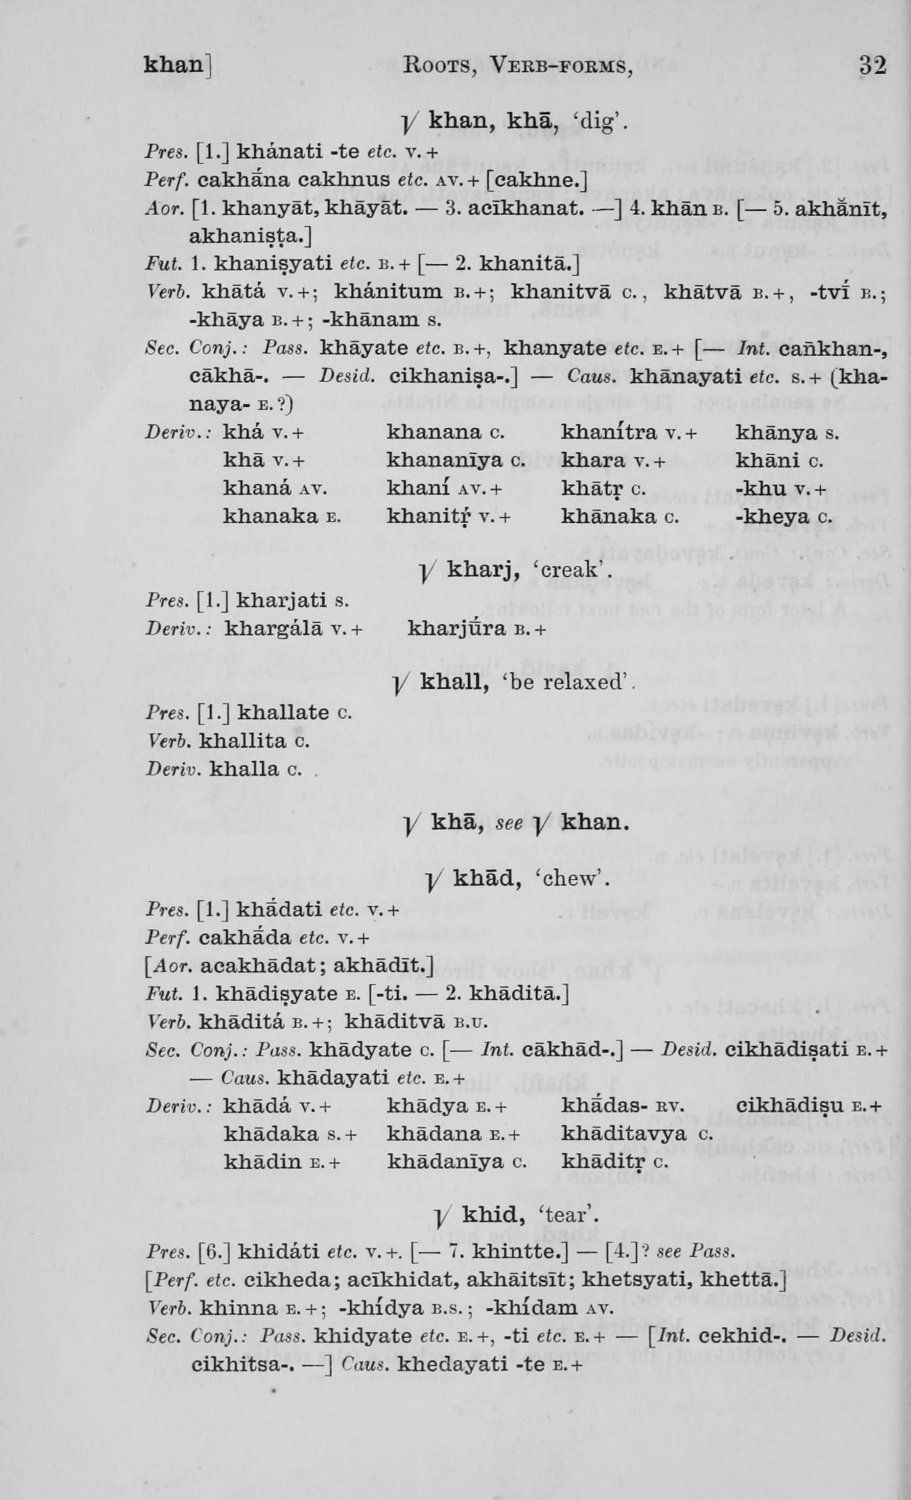 khan] ROOTS, VERB-FORMS, 32
√ khan, khā, ‘dig’.
Pres. [1.] khánati -te etc. V.+
Perf. cakhā́na cakhnus etc. AV.+ [cakhne.]
Aor. [1. khanyāt, khāyāt. — 3. acīkhanat. —] 4. khān B. [— 5. akhā̆nīt,
akhaniṣṭa.]
Fut. 1. khaniṣyati etc. B.+ [— 2. khanitā.]
Verb. khātá V.+; khánitum B.+; khanitvā C., khātvā B.+, -tvī́ B.;
-khāya B.+; -khānam S.
Sec. Conj.: Pass. khāyate etc. B.+, khanyate etc. E.+ [— Int. can̄khan-,
cākhā-. — Desid. cikhaniṣa-.] — Caus. khānayati etc. S.+ (kha-
naya- E.?)
Deriv.: khá V.+ khanana C. khanítra V.+ khānya S.
khā V.+ khananīya C. khara V.+ khāni C.
khaná AV. khaní AV.+ khātṛ C. -khu V.+
khanaka E. khanitṛ́ V.+ khānaka C. -kheya C.
√ kharj, ‘creak’.
Pres. [1.] kharjati S.
Deriv.: khargálā V.+ kharjū́ra B.+
√ khall, ‘be relaxed’.
Pres. [1.] khallate C.
Verb. khallita C.
Deriv. khalla C.
√ khā, see √ khan.
√ khād, ‘chew’.
Pres. [1.] khā́dati etc. V.+
Perf. cakhā́da etc. V.+
[Aor. acakhādat; akhādīt.]
Fut. 1. khādiṣyate E. [-ti. — 2. khāditā.]
Verb. khāditá B.+; khāditvā B.U.
Sec. Conj.: Pass. khādyate C. [— Int. cākhād-.] — Desid. cikhādiṣati E.+
— Caus. khādayati etc. E.+
Deriv.: khādá V.+ khādya E.+ khā́das- RV. cikhādiṣu E.+
khādaka S.+ khādana E.+ khāditavya C.
khādin E.+ khādanīya C. khāditṛ C.
√ khid, ‘tear’.
Pres. [6.] khidáti etc. V.+. [— 7. khintte.] — [4.]? see Pass.
[Perf. etc. cikheda; acīkhidat, akhāitsīt; khetsyati, khettā.]
Verb. khinna E.+; -khídya B.S.; -khídam AV.
Sec. Conj.: Pass. khidyate etc. E.+, -ti etc. E.+ — [Int. cekhid-. — Desid.
cikhitsa-. —] Caus. khedayati -te E.+